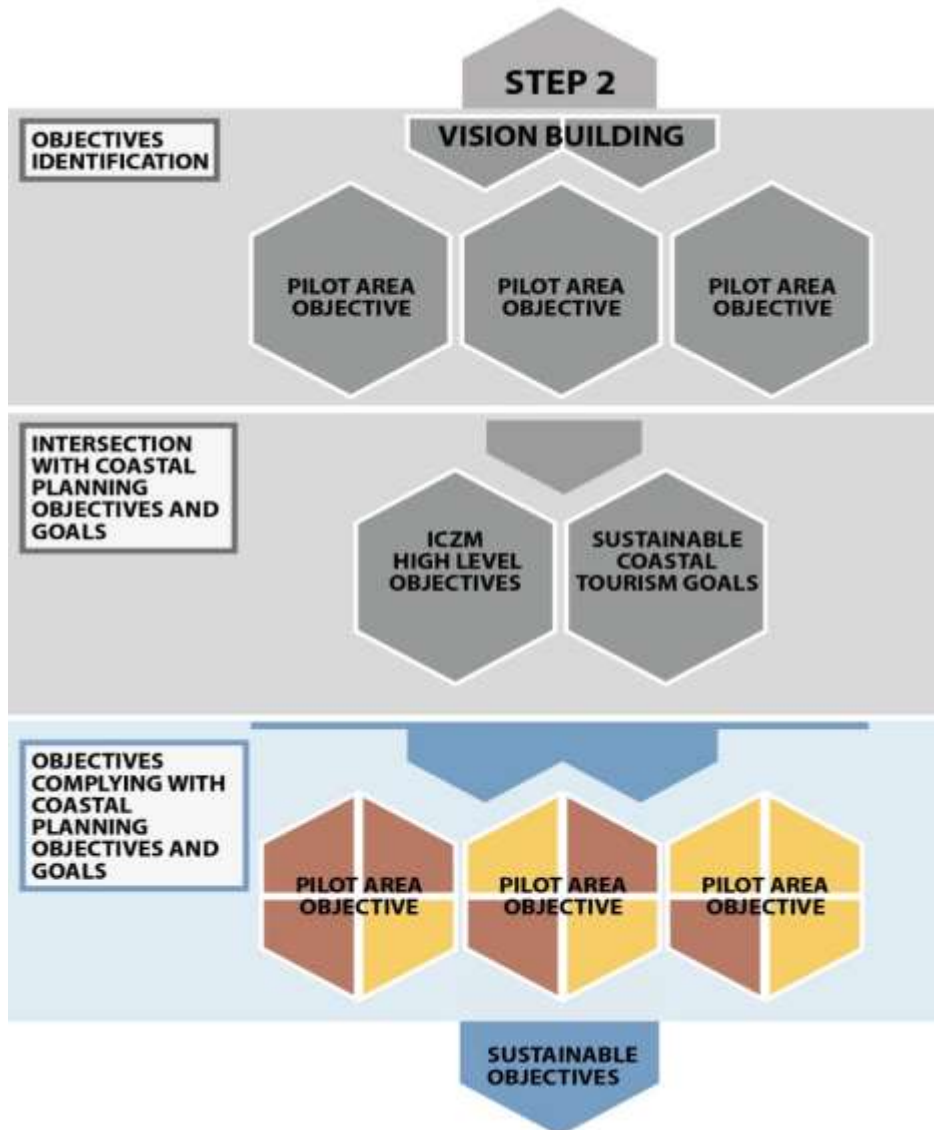 STEP 2
VISION BUILDING
OBJECTIVES
IDENTIFICATION
PILOT AREA
OBJECTIVE
PILOT AREA
OBJECTIVE
PILOT AREA
OBJECTIVE
INTERSECTION
WITH COASTAL
PLANNING
OBJECTIVES AND
GOALS
ICZM
HIGH LEVEL
OBJECTIVES
SUSTAINABLE
COASTAL
TOURISM GOALS
OBJECTIVES
COMPLYING WITH
COASTAL
PLANNING
OBJECTIVES AND
GOALS
PILOT AREA
OBJECTIVE
PILOT AREA
OBJECTIVE
PILOT AREA
OBJECTIVE
SUSTAINABLE
OBJECTIVES